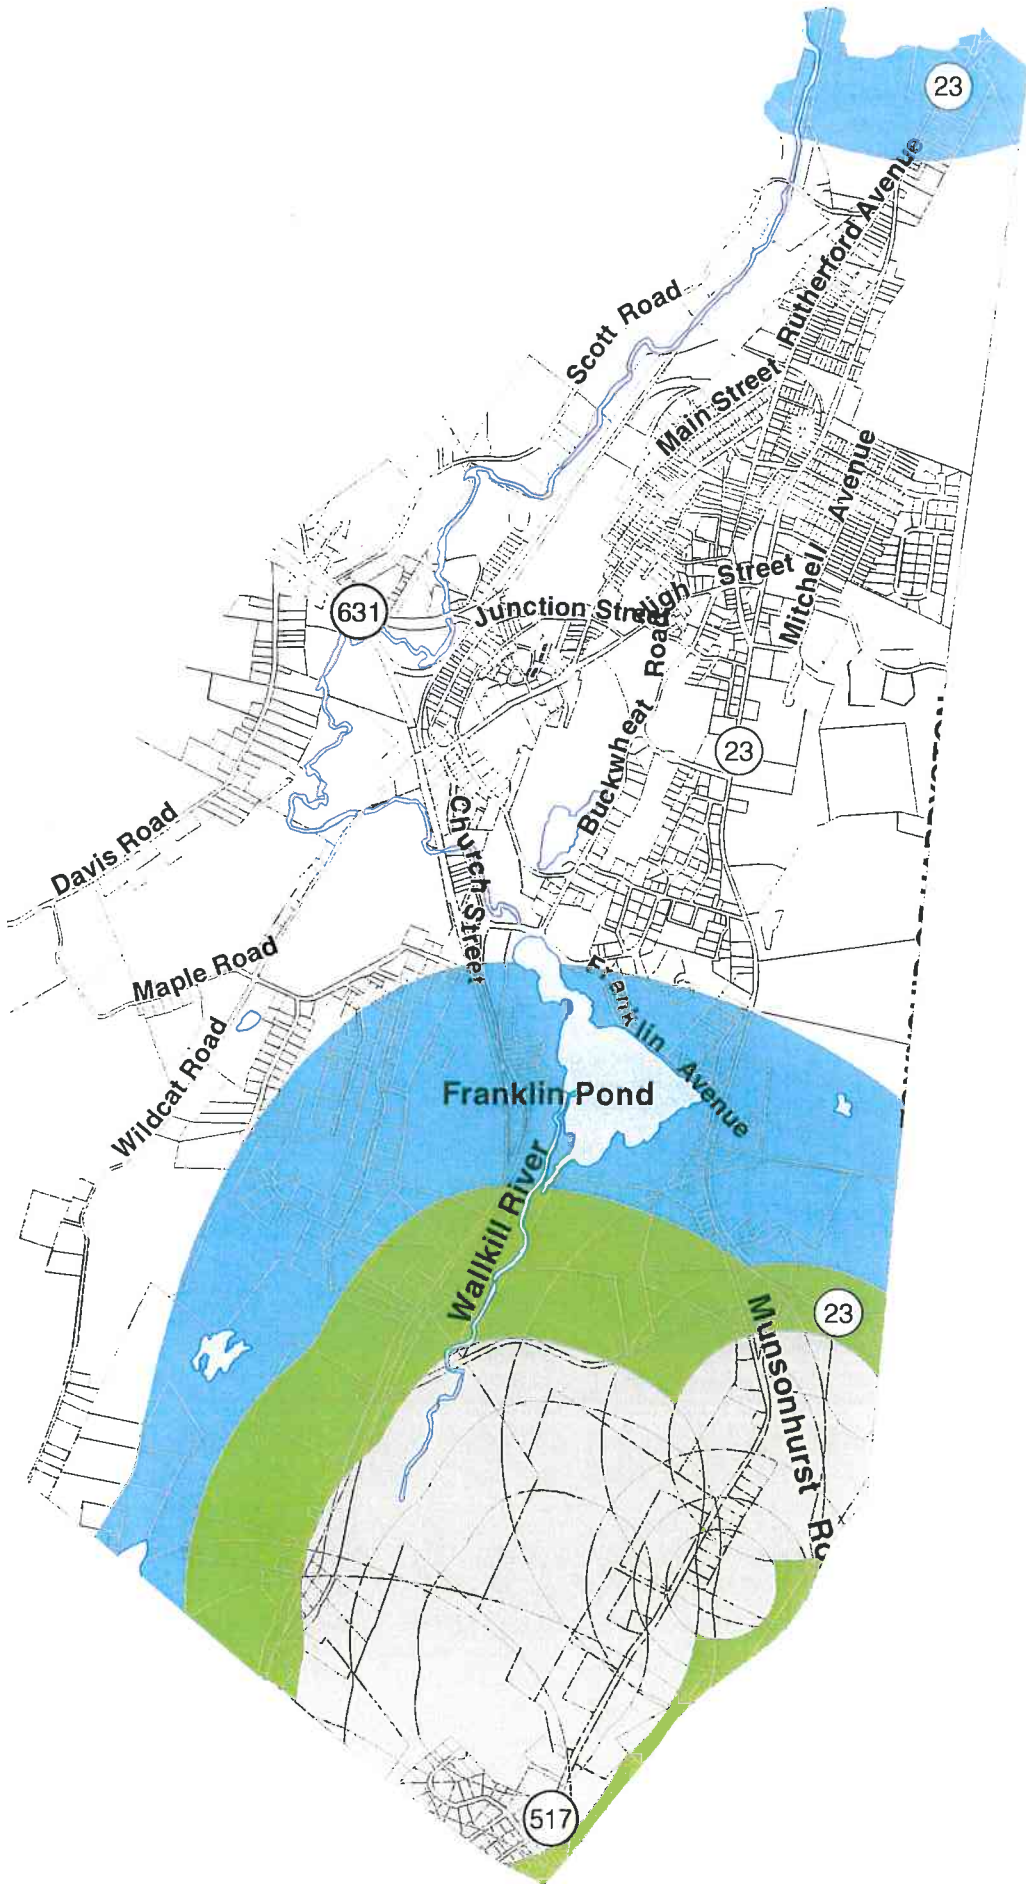 23
Rutherford Avenue
Scott Road
Main Street
Mitchell Avenue
High Street
631
Junction Street
Buckwheat Road
23
Church Street
Davis Road
Maple Road
Franklin Avenue
Wildcat Road
Franklin Pond
Wallkill River
23
Munsonhurst Ro
517